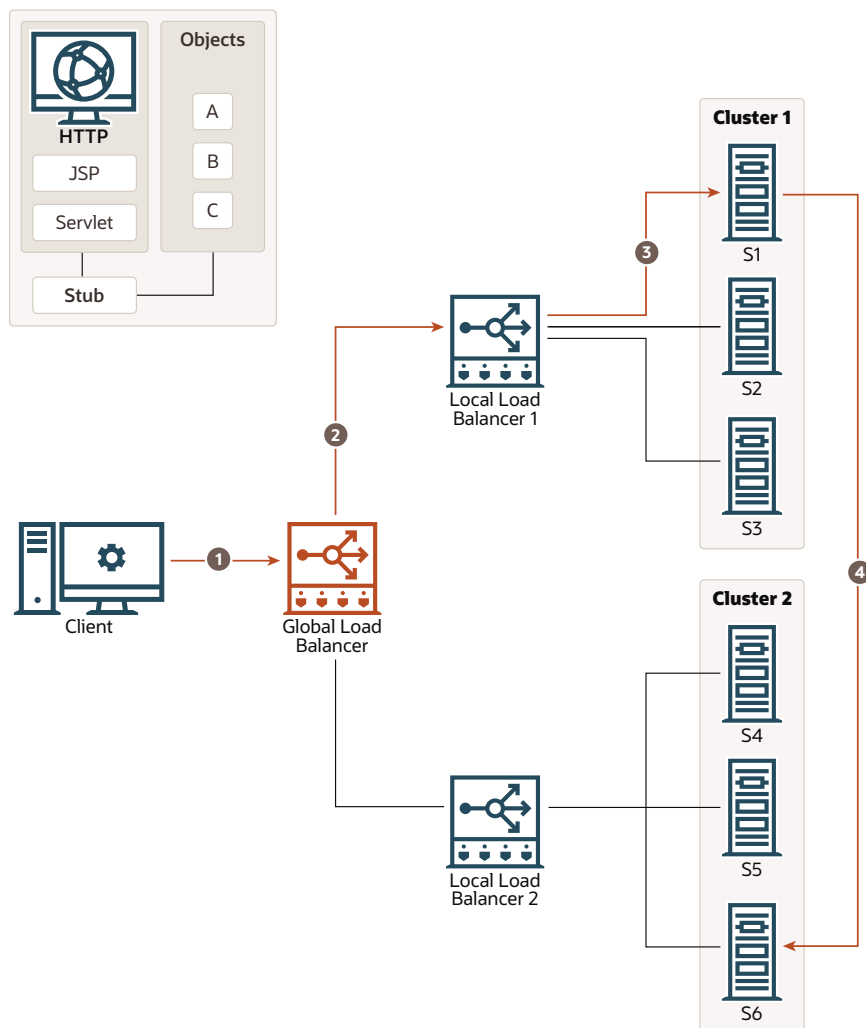 Objects
HTTP
JSP
Servlet
Stub
A
B
C
Cluster 1
S1
S2
S3
3
Local Load
Balancer 1
2
1
Client
Global Load
Balancer
4
Cluster 2
S4
S5
S6
Local Load
Balancer 2